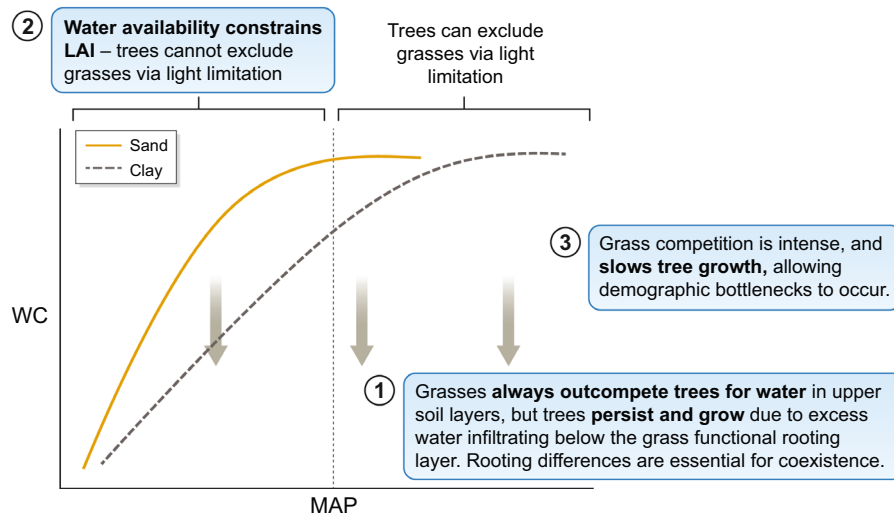 2
Water availability constrains
LAI – trees cannot exclude
grasses via light limitation
Trees can exclude
grasses via light
limitation
Sand
Clay
3
Grass competition is intense, and
slows tree growth, allowing
demographic bottlenecks to occur.
WC
1
Grasses always outcompete trees for water in upper
soil layers, but trees persist and grow due to excess
water infiltrating below the grass functional rooting
layer. Rooting differences are essential for coexistence.
MAP